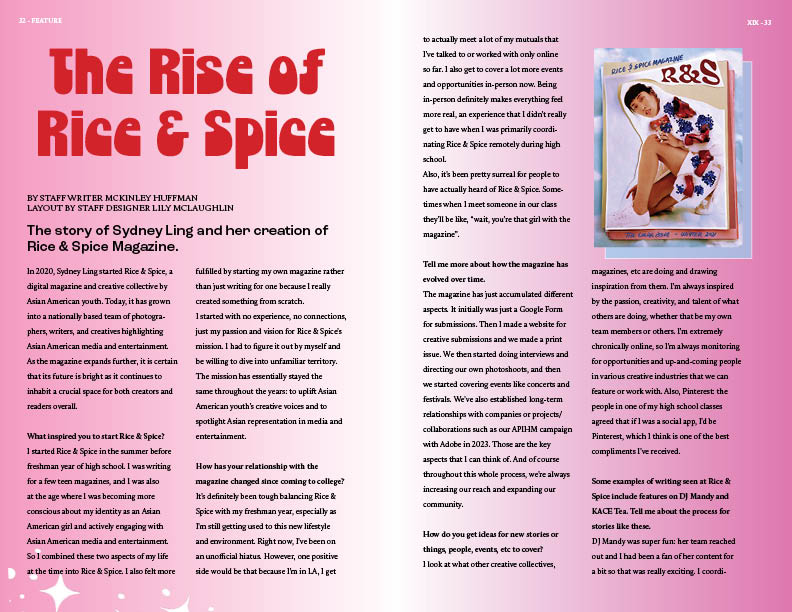 32 - FEATURE
The Rise of
Rice & Spice
BY STAFF WRITER MCKINLEY HUFFMAN
LAYOUT BY STAFF DESIGNER LILY MCLAUGHLIN
The story of Sydney Ling and her creation of
Rice & Spice Magazine.
In 2020, Sydney Ling started Rice & Spice, a
digital magazine and creative collective by
Asian American youth. Today, it has grown
into a nationally based team of photogra-
phers, writers, and creatives highlighting
Asian American media and entertainment.
As the magazine expands further, it is certain
that its future is bright as it continues to
inhabit a crucial space for both creators and
readers overall.
What inspired you to start Rice & Spice?
I started Rice & Spice in the summer before
freshman year of high school. I was writing
for a few teen magazines, and I was also
at the age where I was becoming more
conscious about my identity as an Asian
American girl and actively engaging with
Asian American media and entertainment.
So I combined these two aspects of my life
at the time into Rice & Spice. I also felt more
fulfilled by starting my own magazine rather
than just writing for one because I really
created something from scratch.
I started with no experience, no connections,
just my passion and vision for Rice & Spice's
mission. I had to figure it out by myself and
be willing to dive into unfamiliar territory.
The mission has essentially stayed the
same throughout the years: to uplift Asian
American youth's creative voices and to
spotlight Asian representation in media and
entertainment.
How has your relationship with the
magazine changed since coming to college?
It's definitely been tough balancing Rice &
Spice with my freshman year, especially as
I'm still getting used to this new lifestyle
and environment. Right now, I've been on
an unofficial hiatus. However, one positive
side would be that because I'm in LA, I get
XIX - 33
to actually meet a lot of my mutuals that
I've talked to or worked with only online
so far. I also get to cover a lot more events
and opportunities in-person now. Being
in-person definitely makes everything feel
more real, an experience that I didn't really
get to have when I was primarily coordi-
nating Rice & Spice remotely during high
school.
Also, it's been pretty surreal for people to
have actually heard of Rice & Spice. Some-
times when I meet someone in our class
they'll be like, "wait, you're that girl with the
magazine".
Tell me more about how the magazine has
evolved over time.
The magazine has just accumulated different
aspects. It initially was just a Google Form
for submissions. Then I made a website for
creative submissions and we made a print
issue. We then started doing interviews and
directing our own photoshoots, and then
we started covering events like concerts and
festivals. We've also established long-term
relationships with companies or projects/
collaborations such as our APIHM campaign
with Adobe in 2023. Those are the key
aspects that I can think of. And of course
throughout this whole process, we're always
increasing our reach and expanding our
community.
How do you get ideas for new stories or
things, people, events, etc to cover?
I look at what other creative collectives,
RICE & SPICE MAGAZINE
R&S
THE COLOR ISSUE - WINTER 2021
magazines, etc are doing and drawing
inspiration from them. I'm always inspired
by the passion, creativity, and talent of what
others are doing, whether that be my own
team members or others. I'm extremely
chronically online, so I'm always monitoring
for opportunities and up-and-coming people
in various creative industries that we can
feature or work with. Also, Pinterest: the
people in one of my high school classes
agreed that if I was a social app, I'd be
Pinterest, which I think is one of the best
compliments I've received.
Some examples of writing seen at Rice &
Spice include features on DJ Mandy and
KACE Tea. Tell me about the process for
stories like these.
DJ Mandy was super fun: her team reached
out and I had been a fan of her content for
a bit so that was really exciting. I coordi-